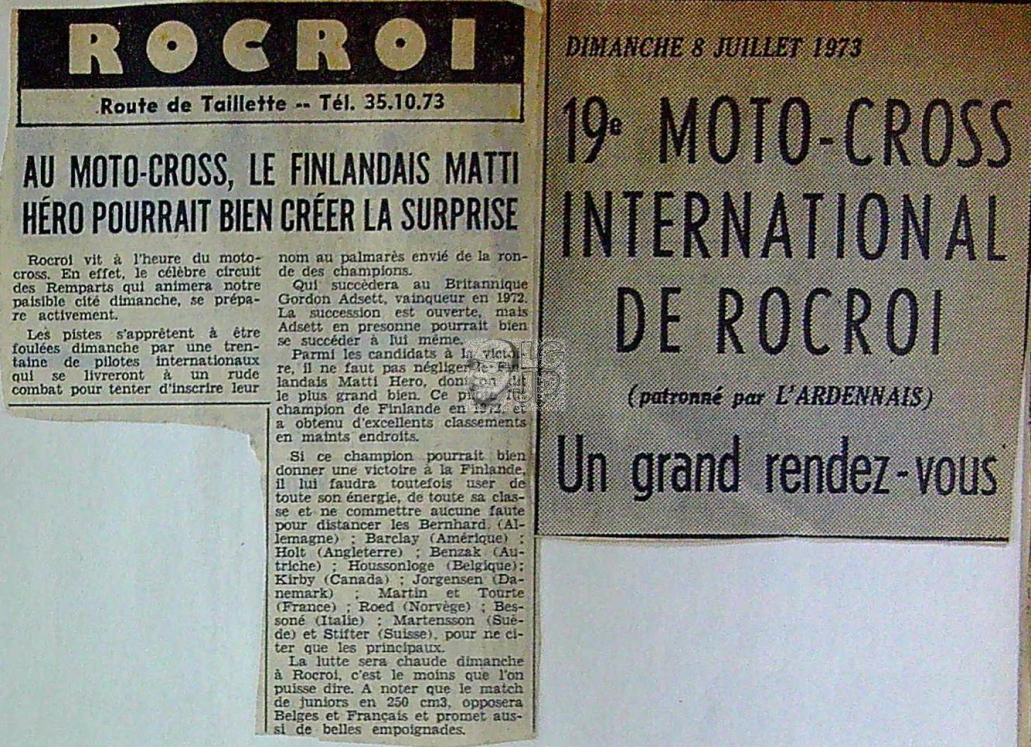 ROCROI
Route de Taillette -- Tél. 35.10.73
AU MOTO-CROSS, LE FINLANDAIS MATTI
HÉRO POURRAIT BIEN CRÉER LA SURPRISE
Rocroi vit à l'heure du moto-
cross. En effet, le célèbre circuit
des Remparts qui animera notre
paisible cité dimanche, se prépa-
re activement.
Les pistes s'apprêtent à être
foulées dimanche par une tren-
taine de pilotes internationaux
qui se livreront à un rude
combat pour tenter d'inscrire leur
nom au palmarès envié de la ron-
de des champions.
Qui succèdera au Britannique
Gordon Adsett, vainqueur en 1972.
La succession est ouverte, mais
Adsett en presonne pourrait bien
se succéder à lui même.
Parmi les candidats à la victoi-
re, il ne faut pas négliger le Fin-
landais Matti Hero, dont on dit
le plus grand bien. Ce pilote fut
champion de Finlande en et
a obtenu d'excellents classements
en maints endroits.
Si ce champion pourrait bien
donner une victoire à la Finlande,
il lui faudra toutefois user de
toute son énergie, de toute sa clas-
se et ne commettre aucune faute
pour distancer les Bernhard (Al-
lemagne) ; Barclay (Amérique) ;
Holt (Angleterre) ; Benzak (Au-
triche) ; Houssonloge (Belgique);
Kirby (Canada) ; Jorgensen (Da-
nemark) ; Martin et Tourte
(France) ; Roed (Norvège) ; Bes-
soné (Italie) ; Martensson (Suè-
de) et Stifter (Suisse), pour ne ci-
ter que les principaux.
La lutte sera chaude dimanche
à Rocroi, c'est le moins que l'on
puisse dire. A noter que le match
de juniors en 250 cm3, opposera
Belges et Français et promet aus-
si de belles empoignades.
DIMANCHE 8 JUILLET 1973
19e MOTO-CROSS
INTERNATIONAL
DE ROCROI
(patronné par L'ARDENNAIS)
Un grand rendez-vous